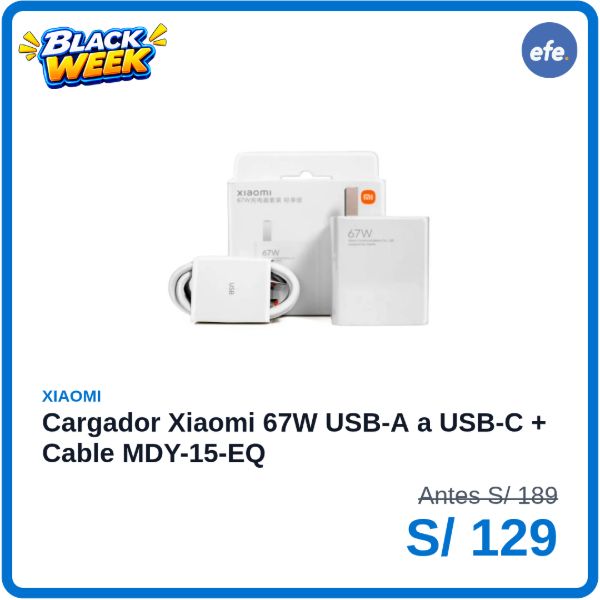 BLACK
WEEK
efe.
xiaomi
67W
67W
USB
XIAOMI
Cargador Xiaomi 67W USB-A a USB-C +
Cable MDY-15-EQ
Antes S/ 189
S/ 129